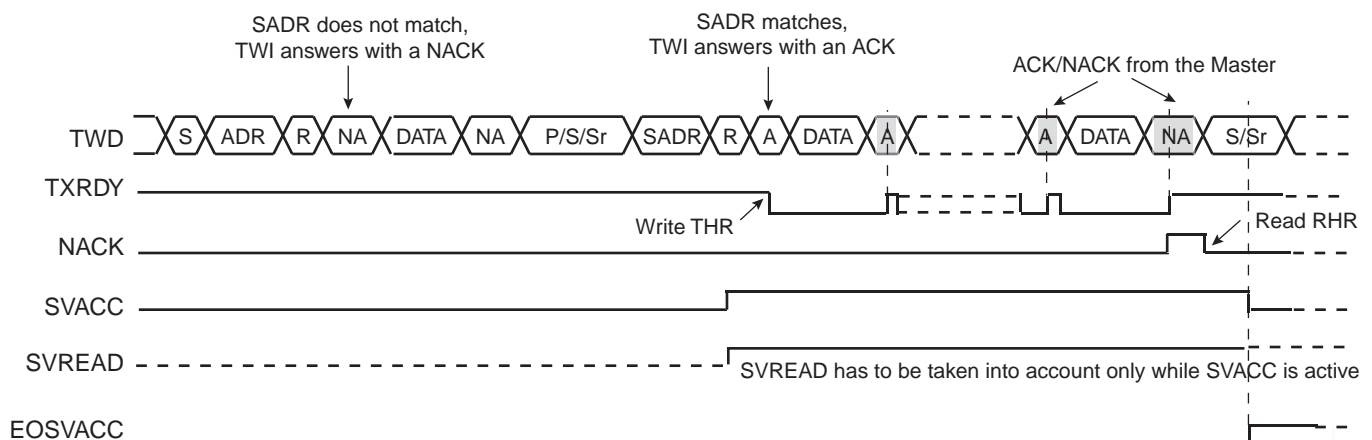 SADR does not match,
TWI answers with a NACK
SADR matches,
TWI answers with an ACK
ACK/NACK from the Master
TWD S ADR R NA DATA NA P/S/Sr SADR R A DATA A A DATA NA S/Sr
TXRDY
Write THR
Read RHR
NACK
SVACC
SVREAD
SVREAD has to be taken into account only while SVACC is active
EOSVACC